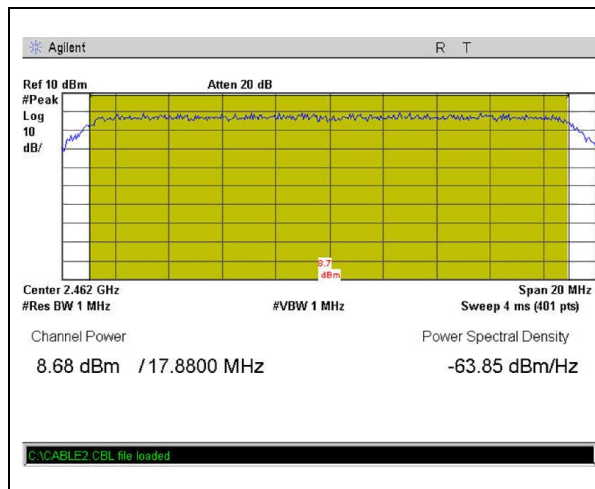 Agilent R T
Ref 10 dBm Atten 20 dB
#Peak
Log
10
dB/
8.7
dBm
Center 2.462 GHz Span 20 MHz
#Res BW 1 MHz #VBW 1 MHz Sweep 4 ms (401 pts)
Channel Power Power Spectral Density
8.68 dBm /17.8800 MHz -63.85 dBm/Hz
C:\CABLE2.CBL file loaded